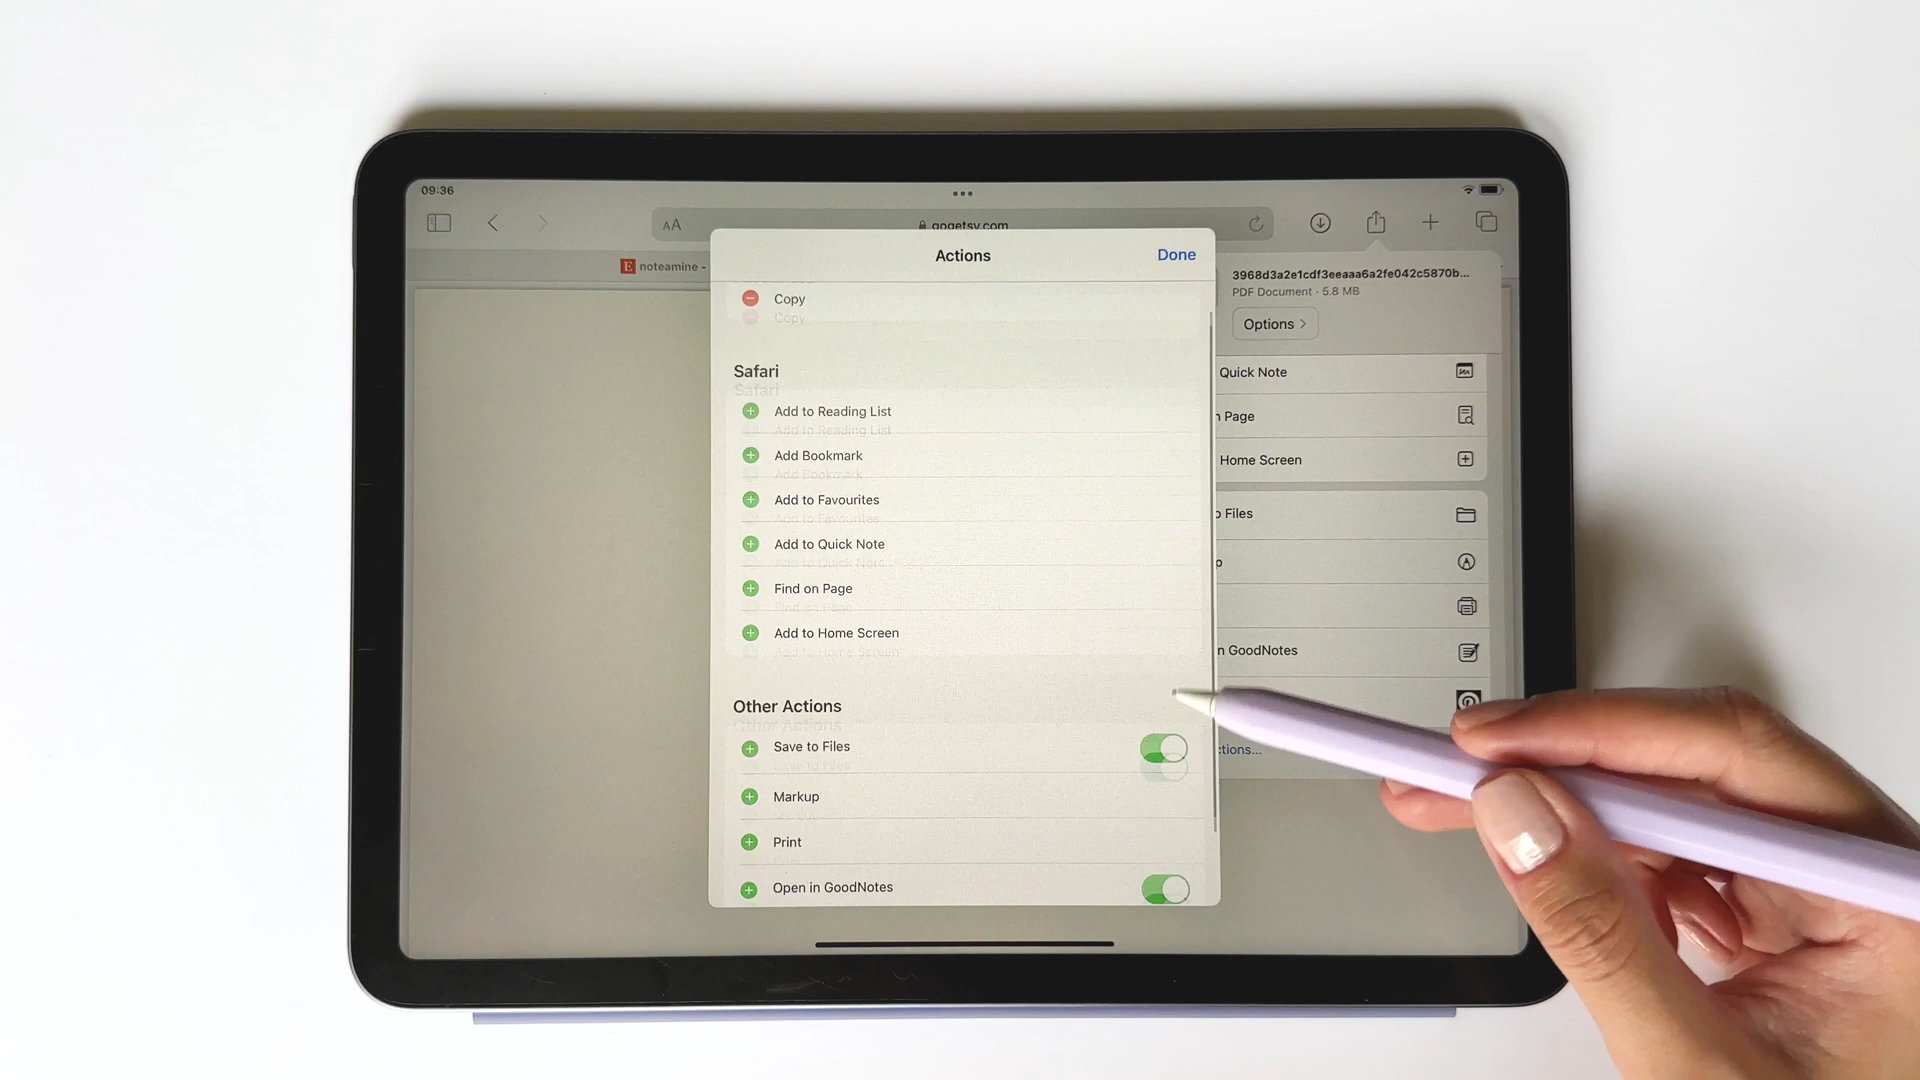 09:36
AA
gogetsy.com
noteamine -
Actions
Done
3968d3a2e1cdf3eeaaa6a2fe042c5870b...
PDF Document · 5.8 MB
Options >
Copy
Safari
Add to Reading List
Add Bookmark
Add to Favourites
Add to Quick Note
Find on Page
Add to Home Screen
Other Actions
Save to Files
Markup
Print
Open in GoodNotes
Quick Note
Page
Home Screen
Files
GoodNotes